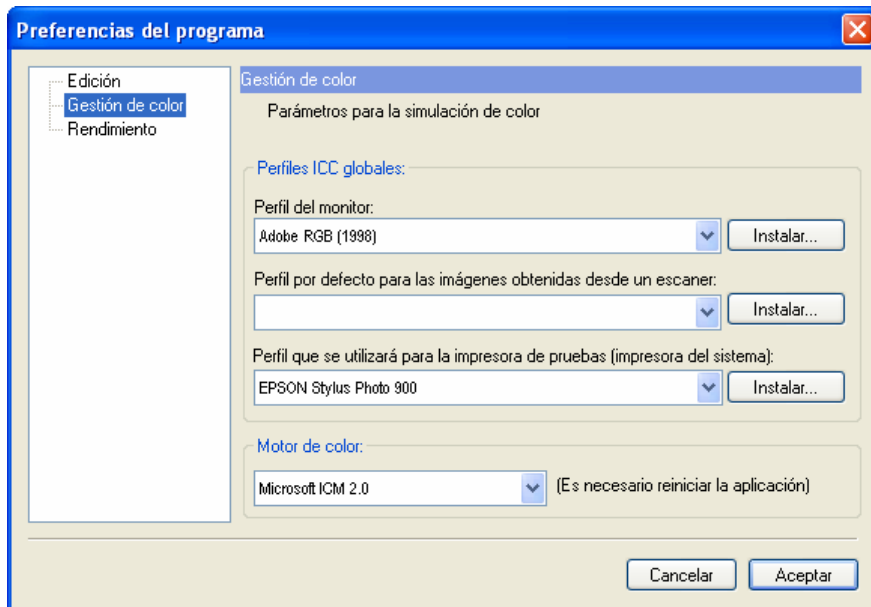 Preferencias del programa
Edición
Gestión de color
Rendimiento
Gestión de color
Parámetros para la simulación de color
Perfiles ICC globales:
Perfil del monitor:
Adobe RGB (1998)
Instalar...
Perfil por defecto para las imágenes obtenidas desde un escaner:
Instalar...
Perfil que se utilizará para la impresora de pruebas (impresora del sistema):
EPSON Stylus Photo 900
Instalar...
Motor de color:
Microsoft ICM 2.0
(Es necesario reiniciar la aplicación)
Cancelar
Aceptar